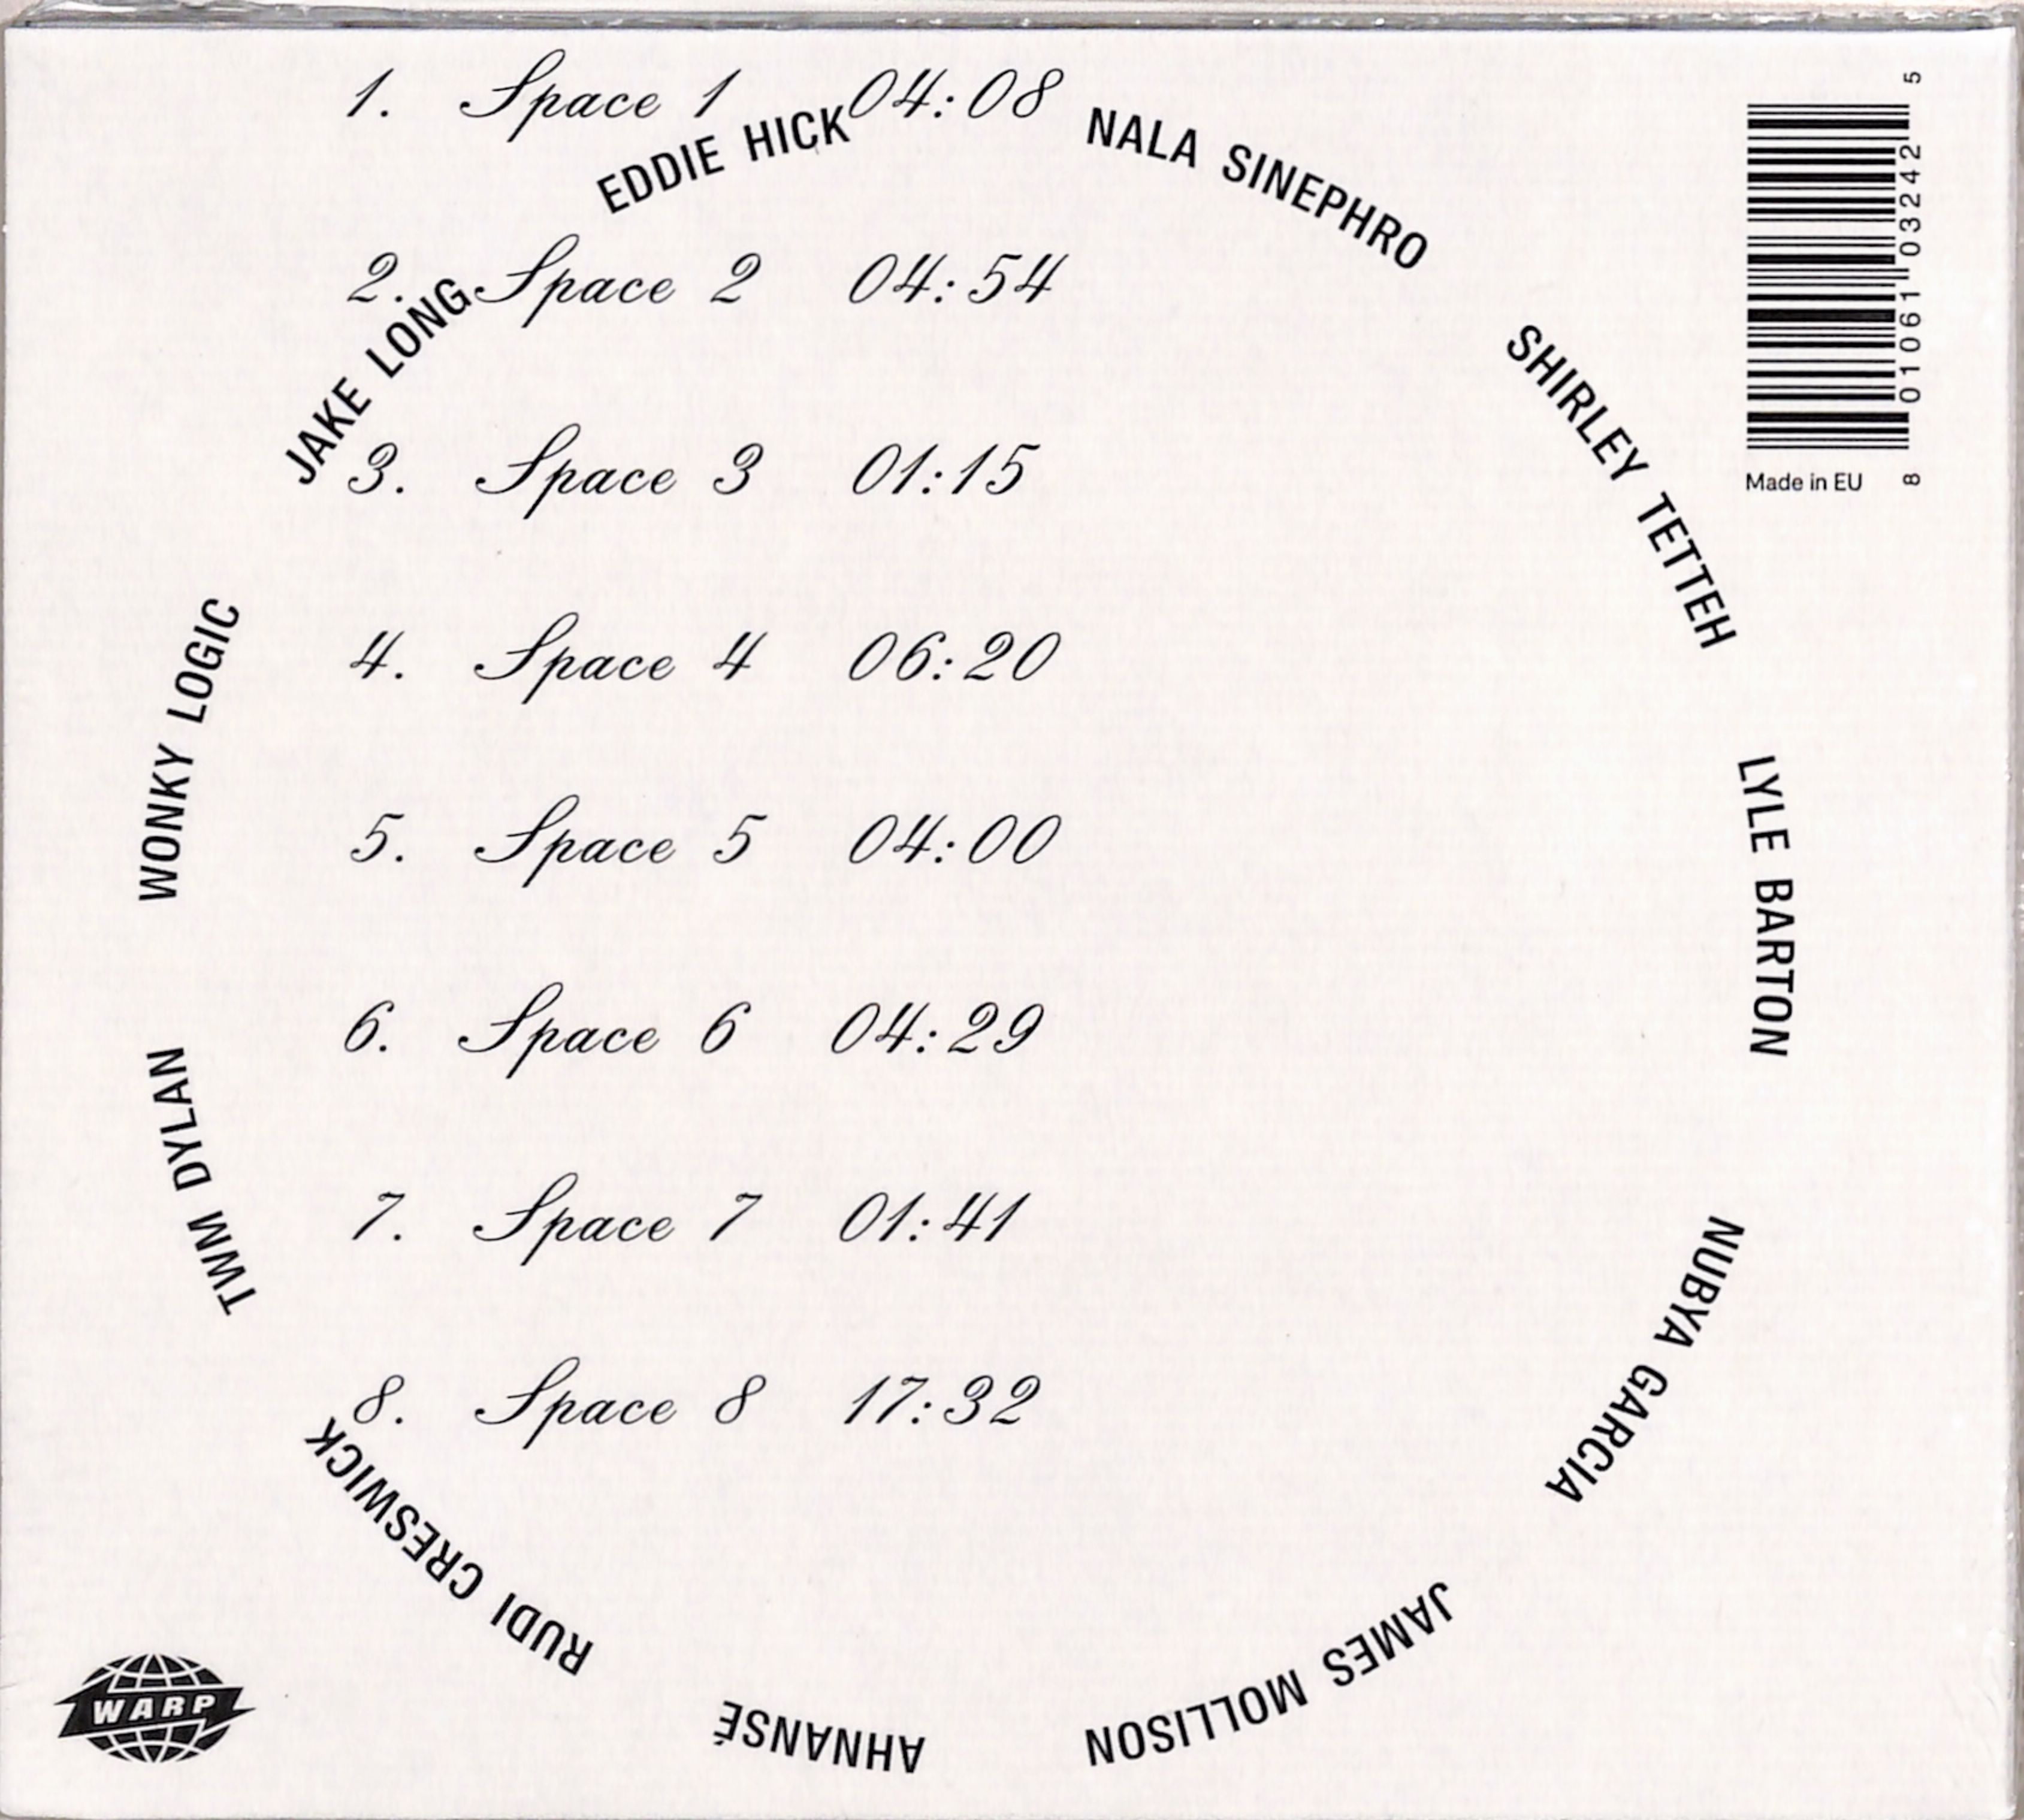 1. Space 1 04:08
2. Space 2 04:54
3. Space 3 01:15
4. Space 4 06:20
5. Space 5 04:00
6. Space 6 04:29
7. Space 7 01:41
8. Space 8 17:32
NALA SINEPHRO
SHIRLEY TETTEH
LYLE BARTON
NUBYA GARCIA
JAMES MOLLISON
AHNANSÉ
RUDI CRESWICK
TWM DYLAN
WONKY LOGIC
JAKE LONG
EDDIE HICK
8 01061 03242 5
Made in EU
WARP